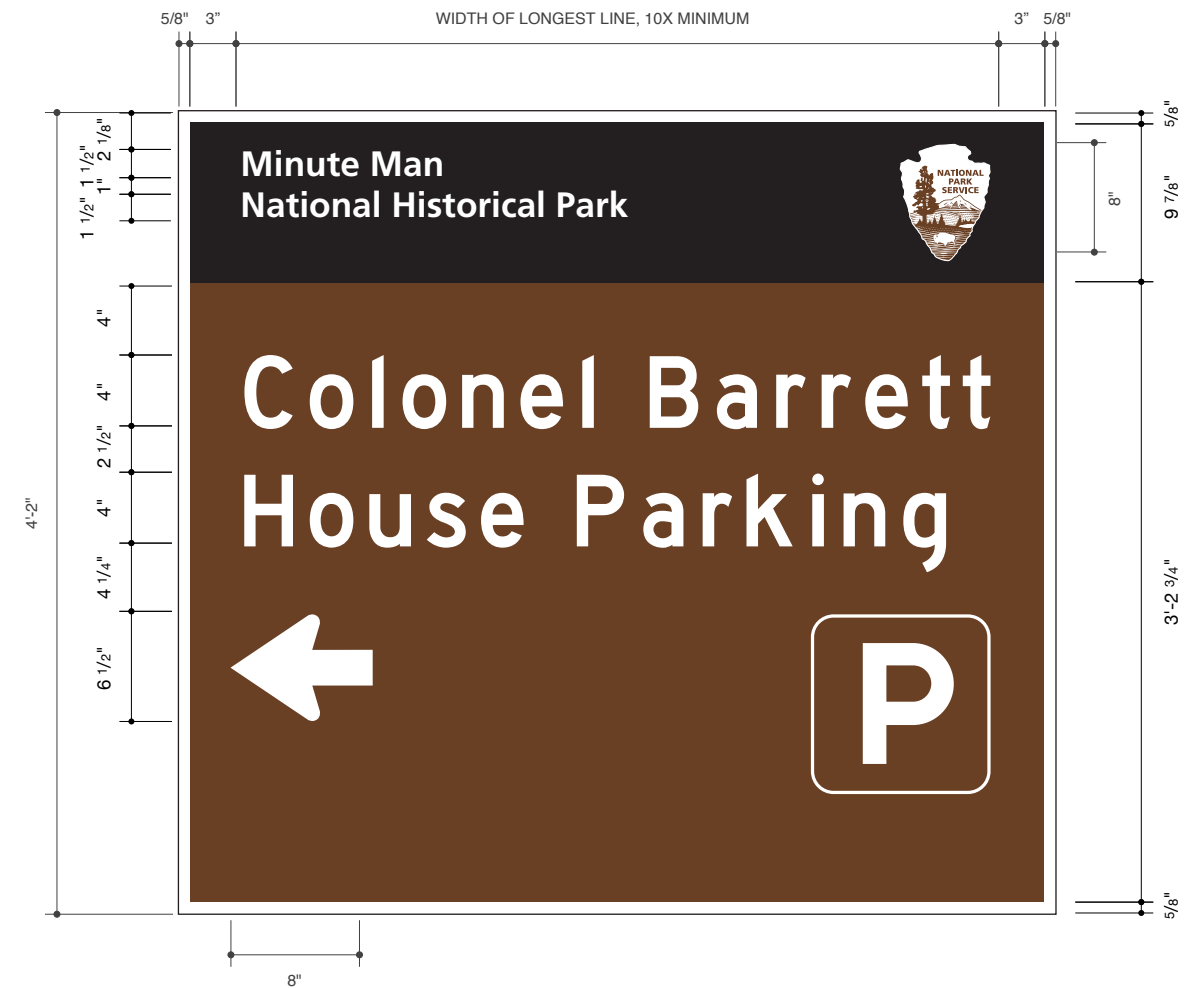 5/8" 3” WIDTH OF LONGEST LINE, 10X MINIMUM 3” 5/8"
Minute Man
National Historical Park
NATIONAL
PARK
SERVICE
Colonel Barrett
House Parking
P
4'-2"
2 1/8"
1 1/2"
1"
1 1/2"
4"
4"
2 1/2"
4"
4 1/4"
6 1/2"
5/8"
8"
9 7/8"
3'-2 3/4"
5/8"
8"